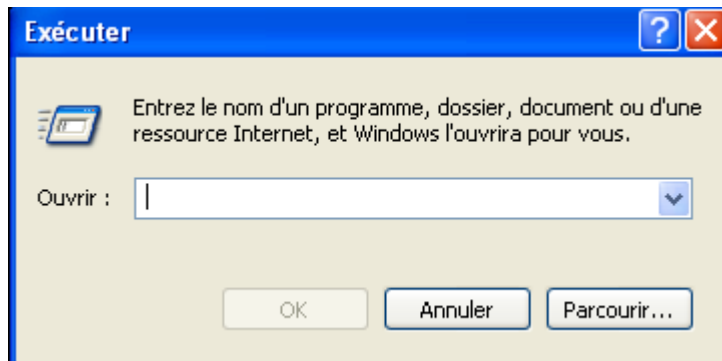 Exécuter
Entrez le nom d'un programme, dossier, document ou d'une
ressource Internet, et Windows l'ouvrira pour vous.
Ouvrir :
OK Annuler Parcourir...